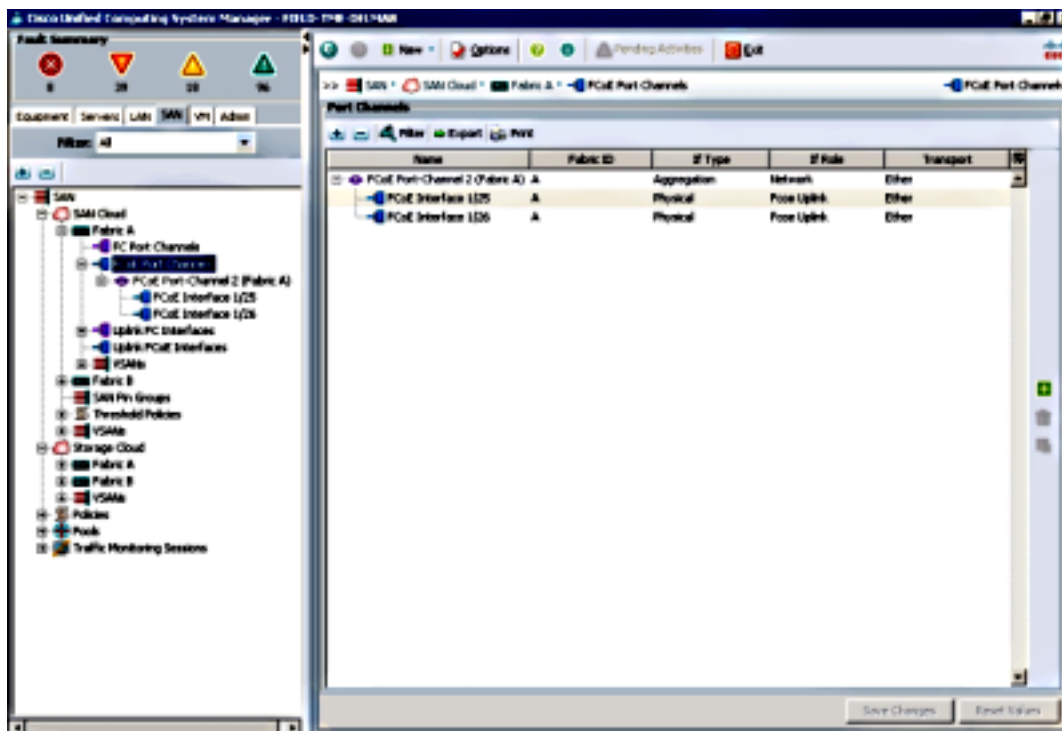 Cisco Unified Computing System Manager -
Fault Summary
New Options Pending Activities Exit
39 18 96
>> SAN SAN Cloud Fabric A FCoE Port Channels
FCoE Port Channels
Equipment Servers LAN SAN VM Admin
Filter: All
Port Channels
Filter Export Print
Name Fabric ID If Type If Role Transport
FCoE Port-Channel 2 (Fabric A) A Aggregation Network Ether
FCoE Interface 1/25 A Physical Fcoe Uplink Ether
FCoE Interface 1/26 A Physical Fcoe Uplink Ether
SAN
SAN Cloud
Fabric A
FC Port Channels
FCoE Port Channels
FCoE Port-Channel 2 (Fabric A)
FCoE Interface 1/25
FCoE Interface 1/26
Uplink FC Interfaces
Uplink FCoE Interfaces
VSANs
Fabric B
SAN Pin Groups
Threshold Policies
VSANs
Storage Cloud
Fabric A
Fabric B
VSANs
Policies
Pools
Traffic Monitoring Sessions
Save Changes Reset Values